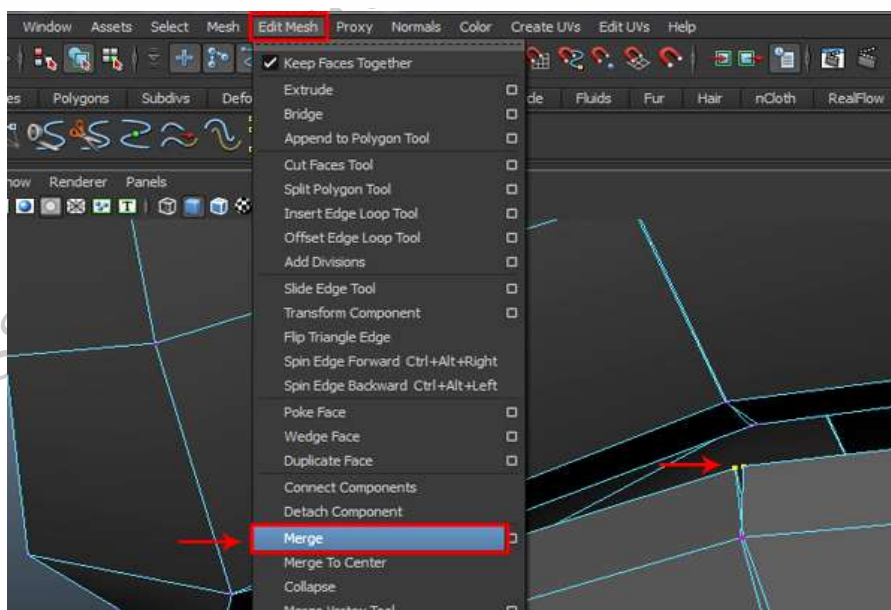 Window Assets Select Mesh Edit Mesh Proxy Normals Color Create UVs Edit UVs Help
Polygons Subdivs Fluids Fur Hair nCloth RealFlow
Renderer Panels
Keep Faces Together
Extrude
Bridge
Append to Polygon Tool
Cut Faces Tool
Split Polygon Tool
Insert Edge Loop Tool
Offset Edge Loop Tool
Add Divisions
Slide Edge Tool
Transform Component
Flip Triangle Edge
Spin Edge Forward Ctrl+Alt+Right
Spin Edge Backward Ctrl+Alt+Left
Poke Face
Wedge Face
Duplicate Face
Connect Components
Detach Component
Merge
Merge To Center
Collapse
Merge Vertex Tool